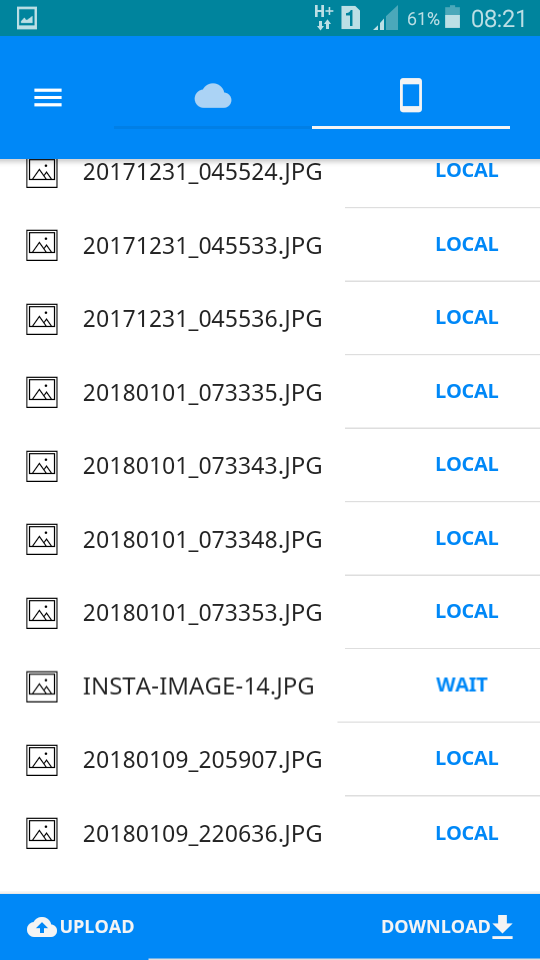 H+ 1 61% 08:21
20171231_045524.JPG LOCAL
20171231_045533.JPG LOCAL
20171231_045536.JPG LOCAL
20180101_073335.JPG LOCAL
20180101_073343.JPG LOCAL
20180101_073348.JPG LOCAL
20180101_073353.JPG LOCAL
INSTA-IMAGE-14.JPG WAIT
20180109_205907.JPG LOCAL
20180109_220636.JPG LOCAL
UPLOAD DOWNLOAD